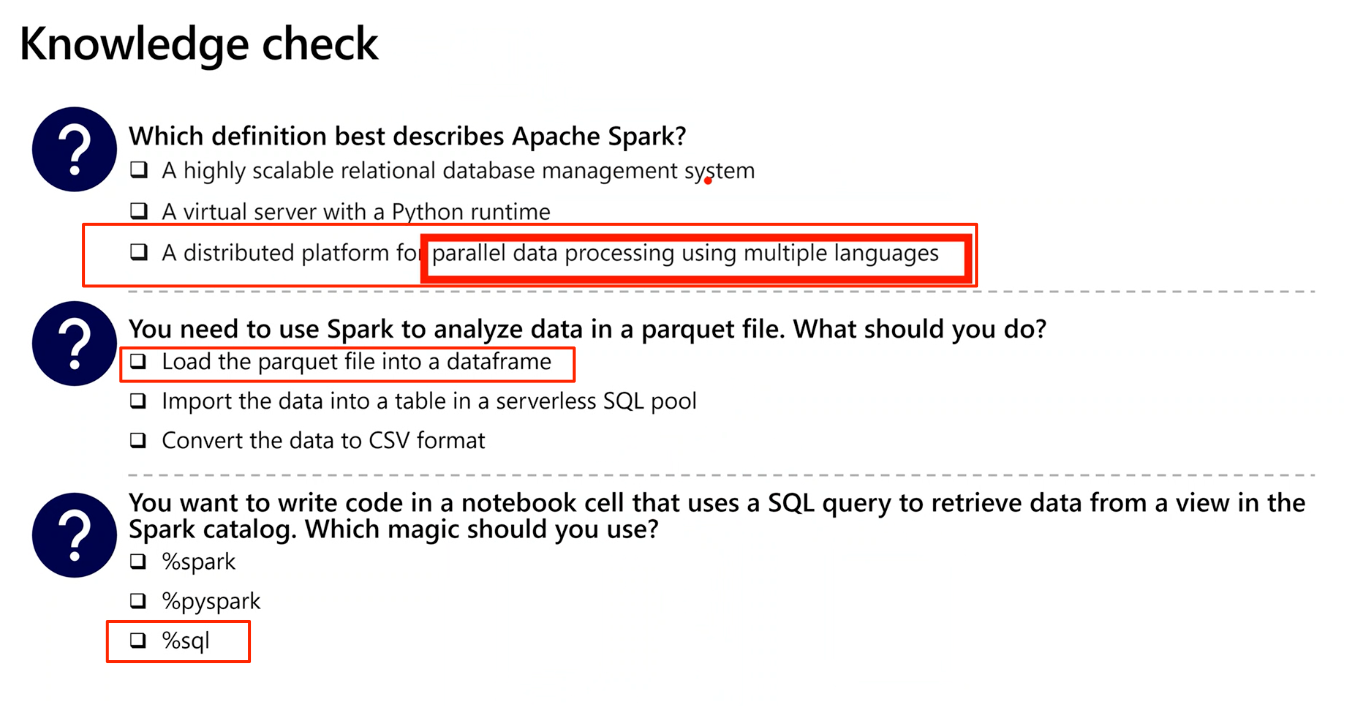 Knowledge check
?
Which definition best describes Apache Spark?
❑ A highly scalable relational database management system
❑ A virtual server with a Python runtime
❑ A distributed platform for parallel data processing using multiple languages
?
You need to use Spark to analyze data in a parquet file. What should you do?
❑ Load the parquet file into a dataframe
❑ Import the data into a table in a serverless SQL pool
❑ Convert the data to CSV format
?
You want to write code in a notebook cell that uses a SQL query to retrieve data from a view in the
Spark catalog. Which magic should you use?
❑ %spark
❑ %pyspark
❑ %sql